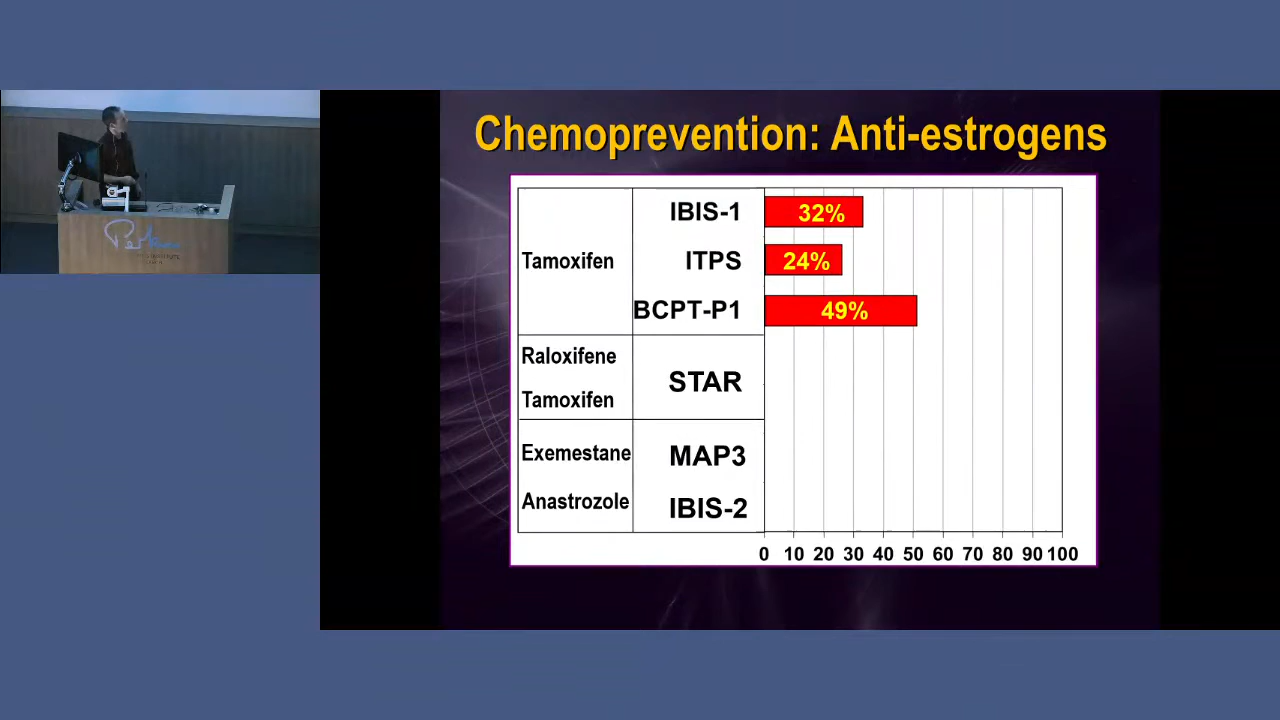 Chemoprevention: Anti-estrogens
Tamoxifen
IBIS-1
32%
ITPS
24%
BCPT-P1
49%
Raloxifene
Tamoxifen
STAR
Exemestane
MAP3
Anastrozole
IBIS-2
0 10 20 30 40 50 60 70 80 90 100